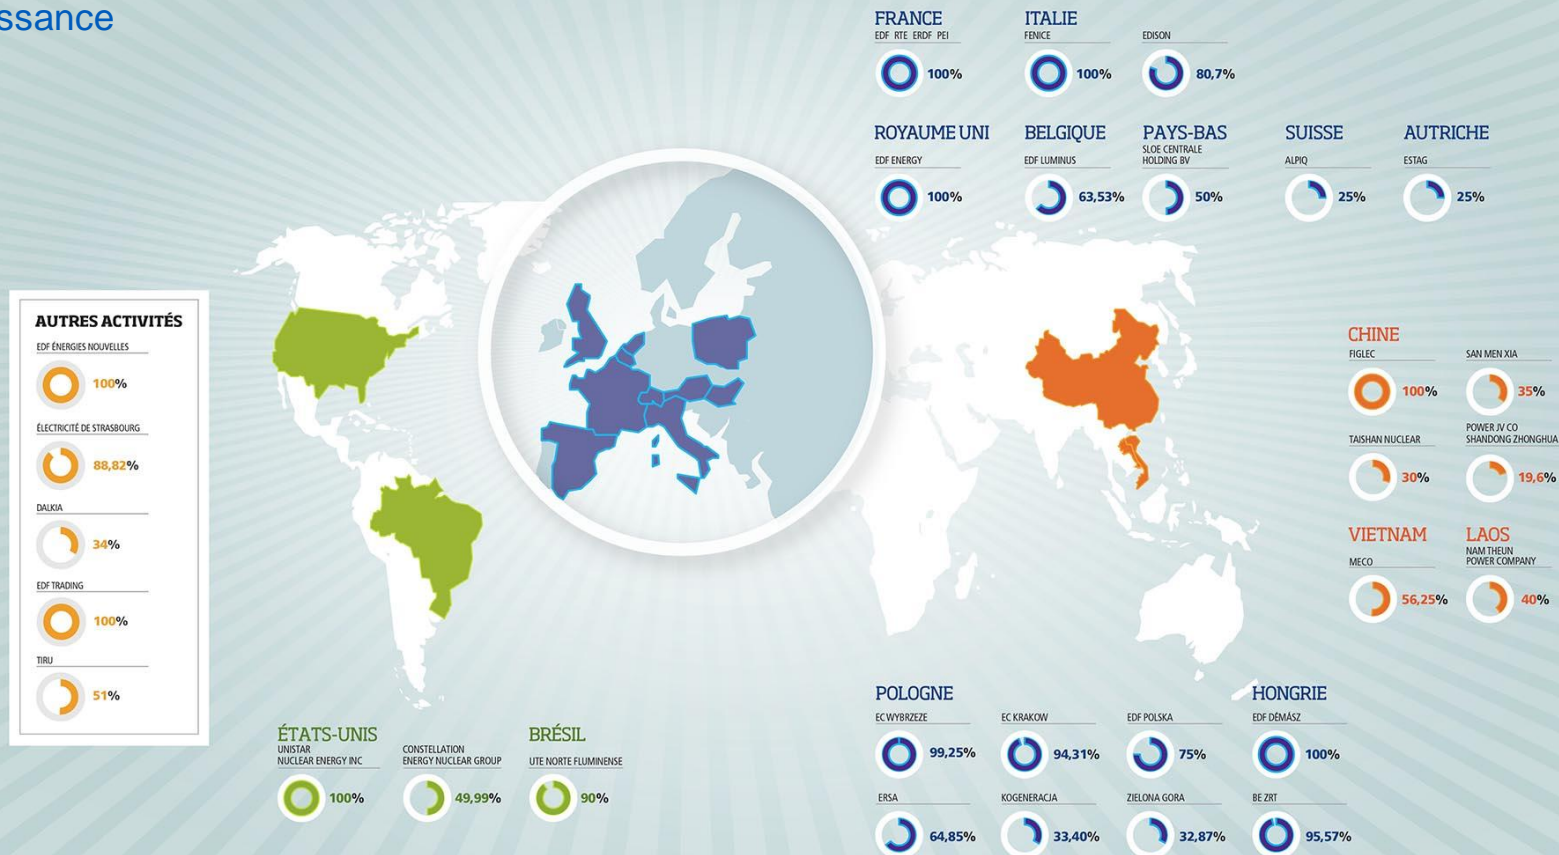 ssance
FRANCE
EDF RTE ERDF PEI
100%
ITALIE
FENICE
100%
EDISON
80,7%
ROYAUME UNI
EDF ENERGY
100%
BELGIQUE
EDF LUMINUS
63,53%
PAYS-BAS
SLOE CENTRALE
HOLDING BV
50%
SUISSE
ALPIQ
25%
AUTRICHE
ESTAG
25%
AUTRES ACTIVITÉS
EDF ÉNERGIES NOUVELLES
100%
ÉLECTRICITÉ DE STRASBOURG
88,82%
DALKIA
34%
EDF TRADING
100%
TIRU
51%
CHINE
FIGLEC
100%
SAN MEN XIA
35%
TAISHAN NUCLEAR
30%
POWER JV CO
SHANDONG ZHONGHUA
19,6%
VIETNAM
MECO
56,25%
LAOS
NAM THEUN
POWER COMPANY
40%
ÉTATS-UNIS
UNISTAR
NUCLEAR ENERGY INC
100%
CONSTELLATION
ENERGY NUCLEAR GROUP
49,99%
BRÉSIL
UTE NORTE FLUMINENSE
90%
POLOGNE
EC WYBRZEZE
99,25%
EC KRAKOW
94,31%
EDF POLSKA
75%
ERSA
64,85%
KOGENERACJA
33,40%
ZIELONA GORA
32,87%
HONGRIE
EDF DÉMÁSZ
100%
BE ZRT
95,57%